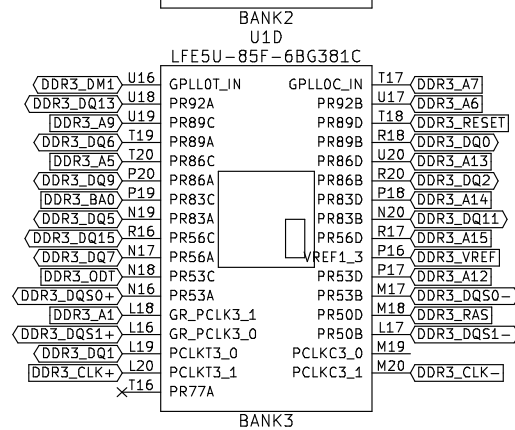 BANK2
U1D
LFE5U-85F-6BG381C
DDR3_DM1 U16 GPLL0T_IN GPLL0C_IN T17 DDR3_A7
DDR3_DQ13 U18 PR92A PR92B U17 DDR3_A6
DDR3_A9 U19 PR89C PR89D T18 DDR3_RESET
DDR3_DQ6 T19 PR89A PR89B R18 DDR3_DQ0
DDR3_A5 T20 PR86C PR86D U20 DDR3_A13
DDR3_DQ9 P20 PR86A PR86B R20 DDR3_DQ2
DDR3_BA0 P19 PR83C PR83D P18 DDR3_A14
DDR3_DQ5 N19 PR83A PR83B N20 DDR3_DQ11
DDR3_DQ15 R16 PR56C PR56D R17 DDR3_A15
DDR3_DQ7 N17 PR56A VREF1_3 P16 DDR3_VREF
DDR3_ODT N18 PR53C PR53D P17 DDR3_A12
DDR3_DQS0+ N16 PR53A PR53B M17 DDR3_DQS0-
DDR3_A1 L18 GR_PCLK3_1 PR50D M18 DDR3_RAS
DDR3_DQS1+ L16 GR_PCLK3_0 PR50B L17 DDR3_DQS1-
DDR3_DQ1 L19 PCLKT3_0 PCLKC3_0 M19
DDR3_CLK+ L20 PCLKT3_1 PCLKC3_1 M20 DDR3_CLK-
T16 PR77A
BANK3